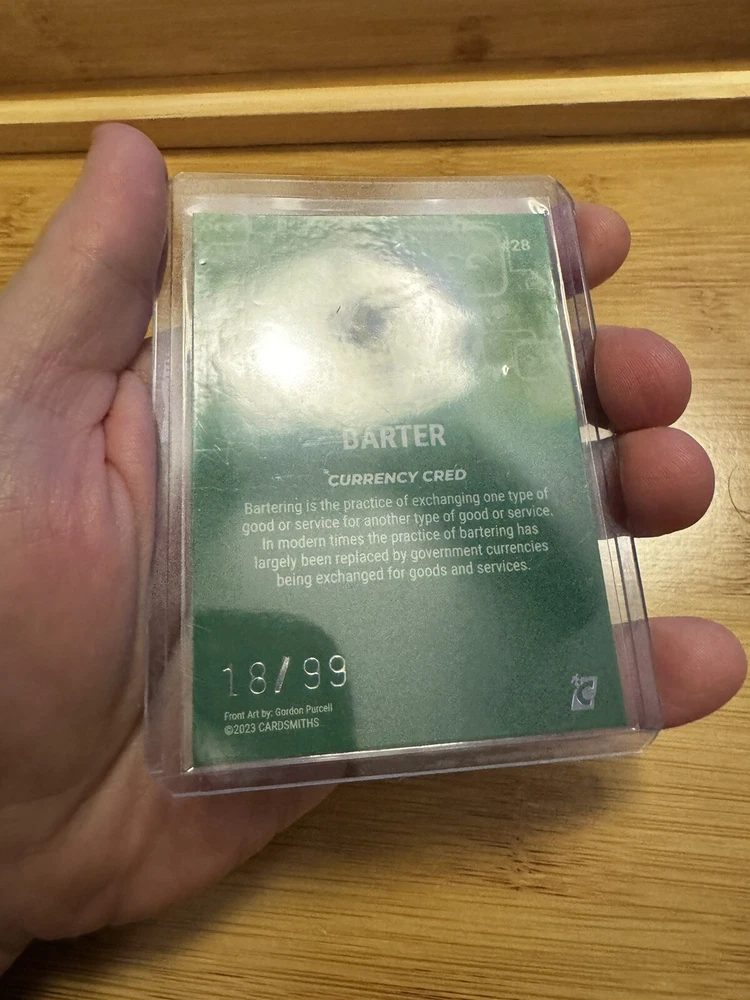 #28
BARTER
CURRENCY CRED
Bartering is the practice of exchanging one type of
good or service for another type of good or service.
In modern times the practice of bartering has
largely been replaced by government currencies
being exchanged for goods and services.
18/99
Front Art by: Gordon Purcell
©2023 CARDSMITHS